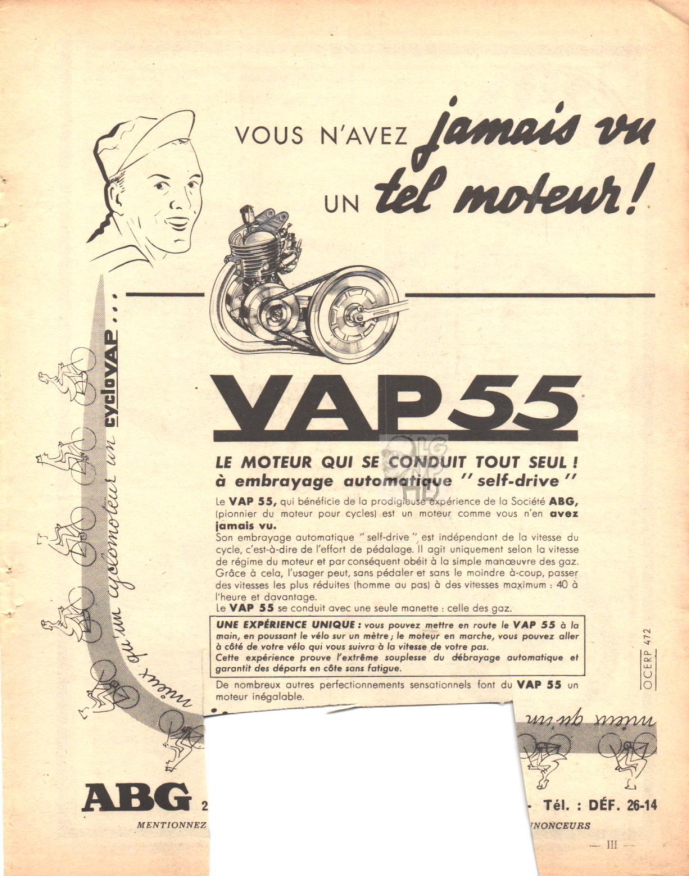 VOUS N'AVEZ jamais vu
UN tel moteur!
mieux qu'un cyclomoteur un cycloVAP...
VAP 55
LE MOTEUR QUI SE CONDUIT TOUT SEUL !
à embrayage automatique " self-drive "
Le VAP 55, qui bénéficie de la prodigieuse expérience de la Société ABG,
(pionnier du moteur pour cycles) est un moteur comme vous n'en avez
jamais vu.
Son embrayage automatique " self-drive ", est indépendant de la vitesse du
cycle, c'est-à-dire de l'effort de pédalage. Il agit uniquement selon la vitesse
de régime du moteur et par conséquent obéit à la simple manœuvre des gaz.
Grâce à cela, l'usager peut, sans pédaler et sans le moindre à-coup, passer
des vitesses les plus réduites (homme au pas) à des vitesses maximum : 40 à
l'heure et davantage.
Le VAP 55 se conduit avec une seule manette : celle des gaz.
UNE EXPÉRIENCE UNIQUE : vous pouvez mettre en route le VAP 55 à la
main, en poussant le vélo sur un mètre ; le moteur en marche, vous pouvez aller
à côté de votre vélo qui vous suivra à la vitesse de votre pas.
Cette expérience prouve l'extrême souplesse du débrayage automatique et
garantit des départs en côte sans fatigue.
De nombreux autres perfectionnements sensationnels font du VAP 55 un
moteur inégalable.
OCERP 472
mieux qu'un
ABG 2 - Tél. : DÉF. 26-14
MENTIONNEZ NNONCEURS
— III —